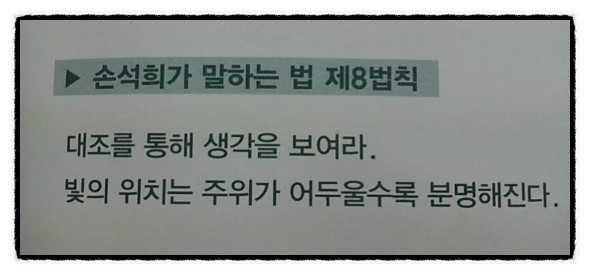 ▶ 손석희가 말하는 법 제8법칙
대조를 통해 생각을 보여라.
빛의 위치는 주위가 어두울수록 분명해진다.